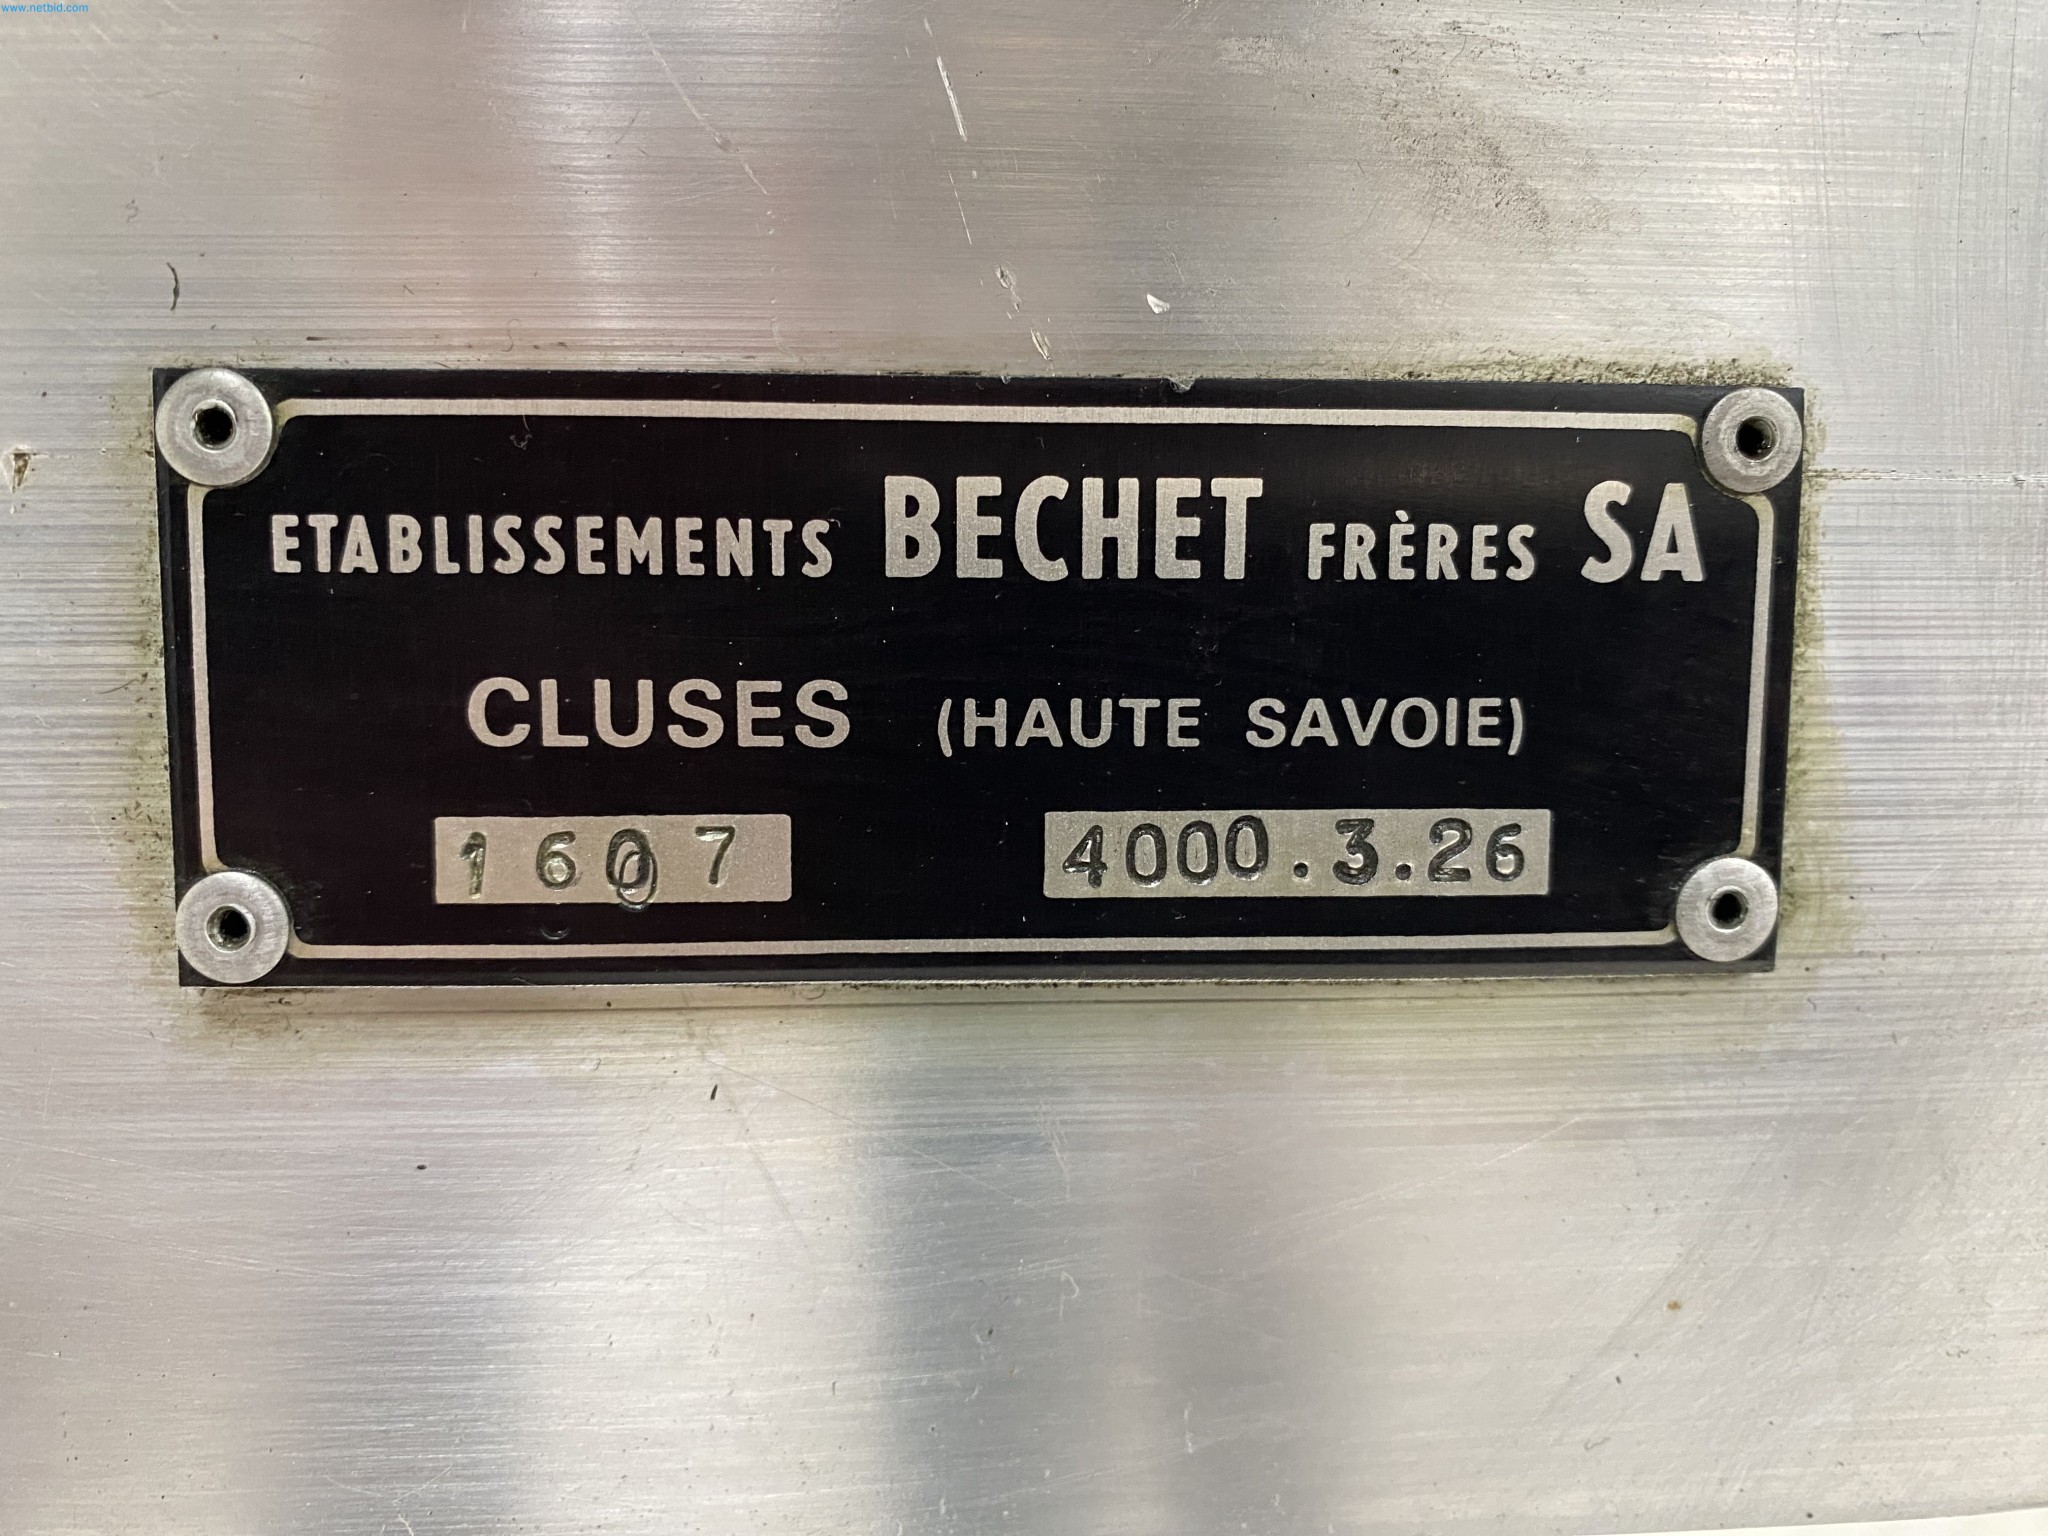 www.netbid.com
ETABLISSEMENTS BECHET FRÈRES SA
CLUSES (HAUTE SAVOIE)
1607 4000.3.26